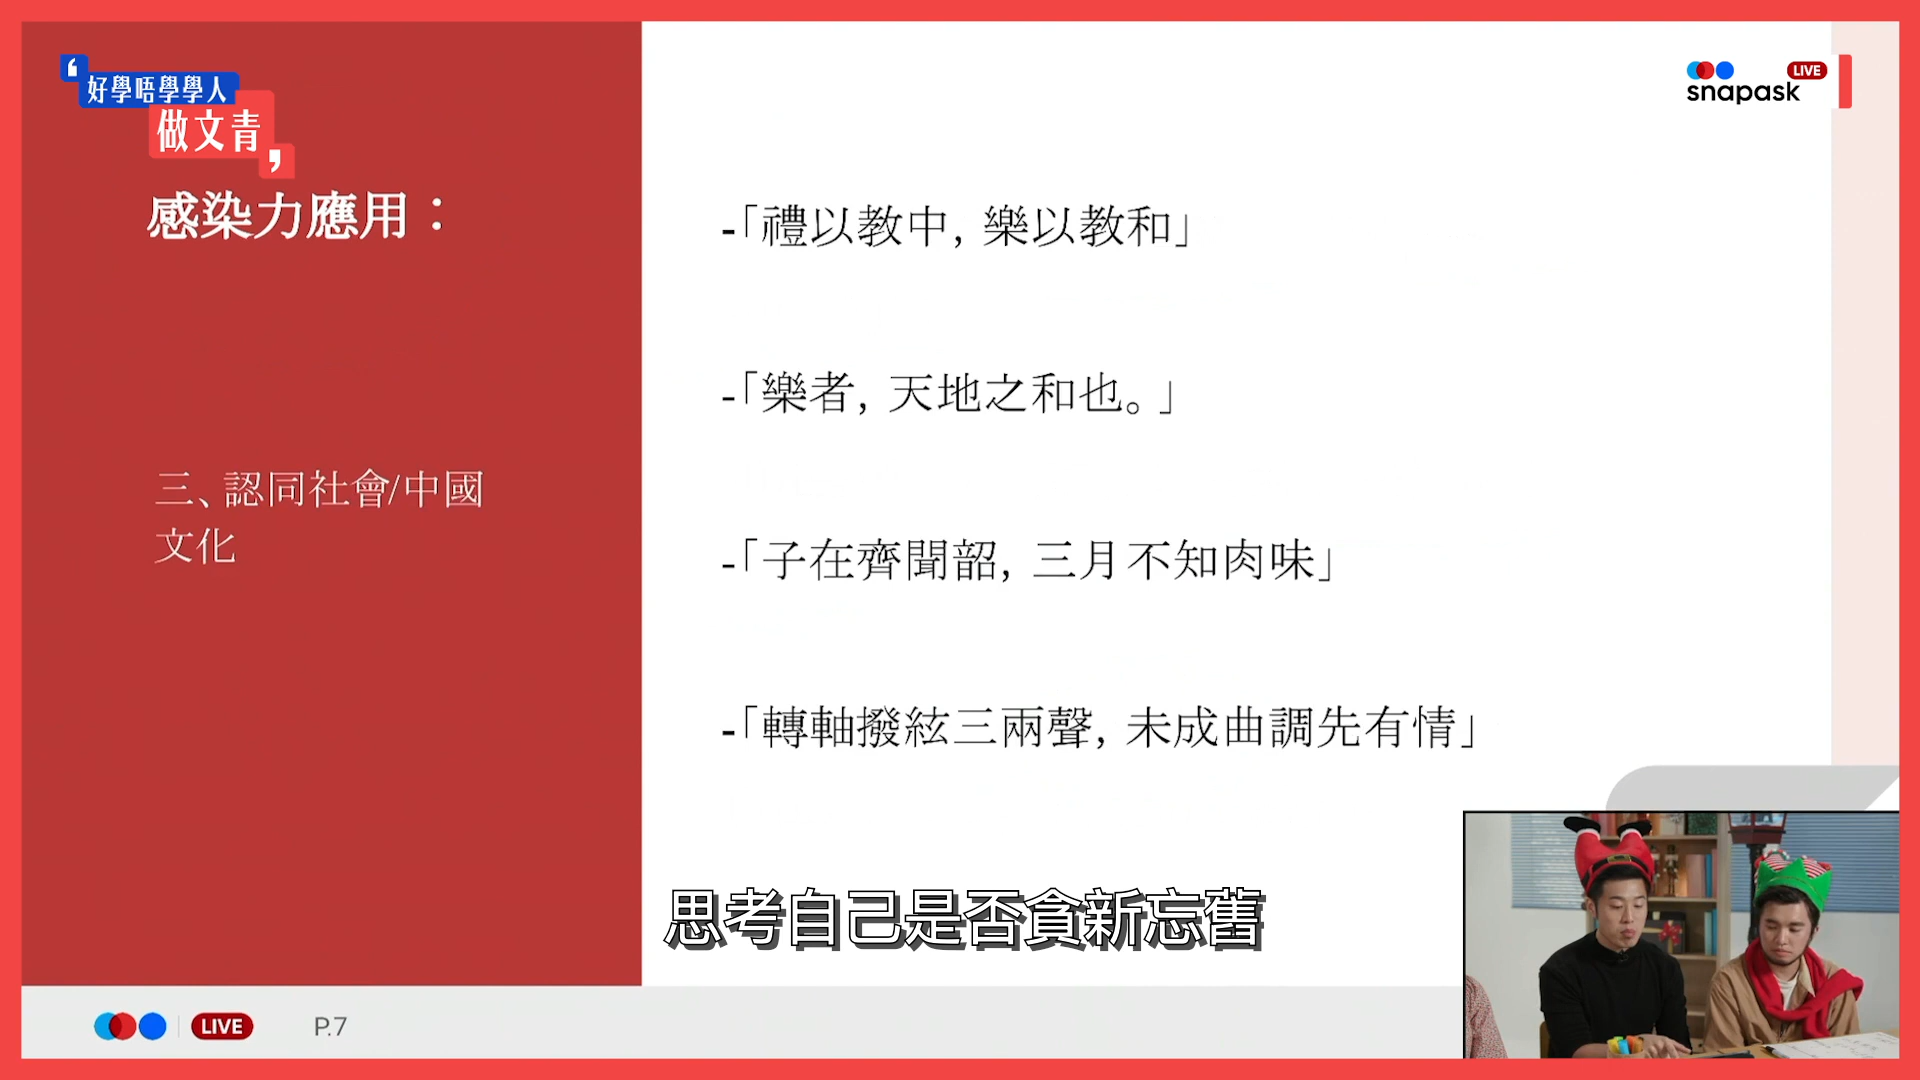 好學唔學學人
做文青
snapask
LIVE
感染力應用：
三、認同社會/中國
文化
-「禮以教中, 樂以教和」
-「樂者, 天地之和也。」
-「子在齊聞韶, 三月不知肉味」
-「轉軸撥絃三兩聲, 未成曲調先有情」
思考自己是否貪新忘舊
LIVE
P.7